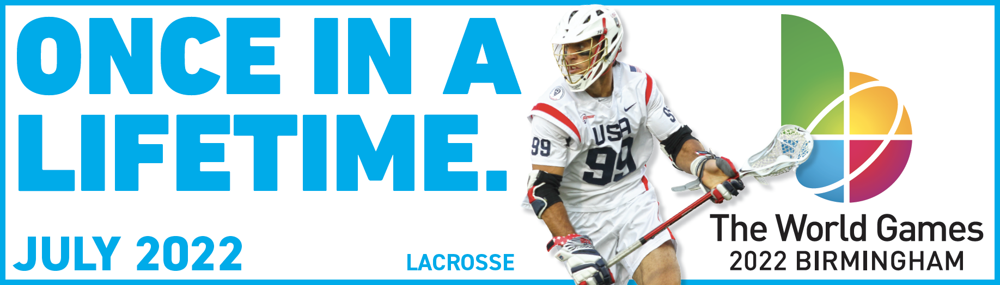 ONCE IN A
LIFETIME.
JULY 2022
LACROSSE
USA
99
99
The World Games
2022 BIRMINGHAM